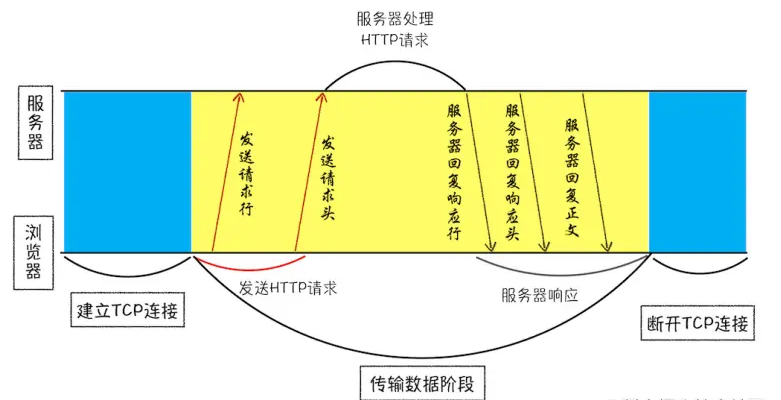 服务器处理
HTTP请求
服务器
发送请求行
发送请求头
服务器回复响应行
服务器回复响应头
服务器回复正文
浏览器
发送HTTP请求
服务器响应
建立TCP连接
断开TCP连接
传输数据阶段